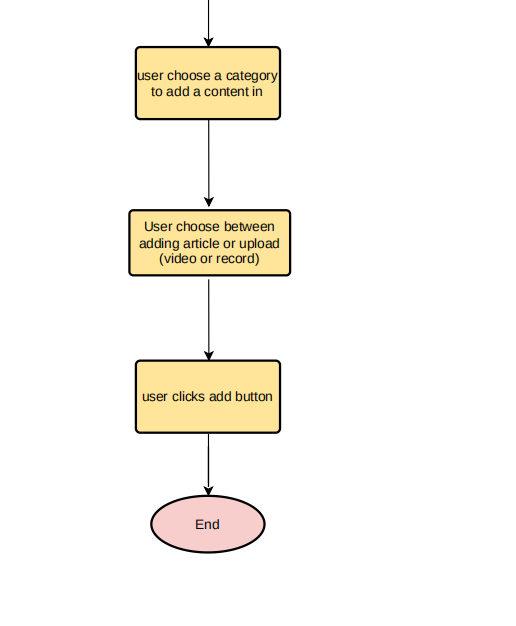 user choose a category
to add a content in
User choose between
adding article or upload
(video or record)
user clicks add button
End